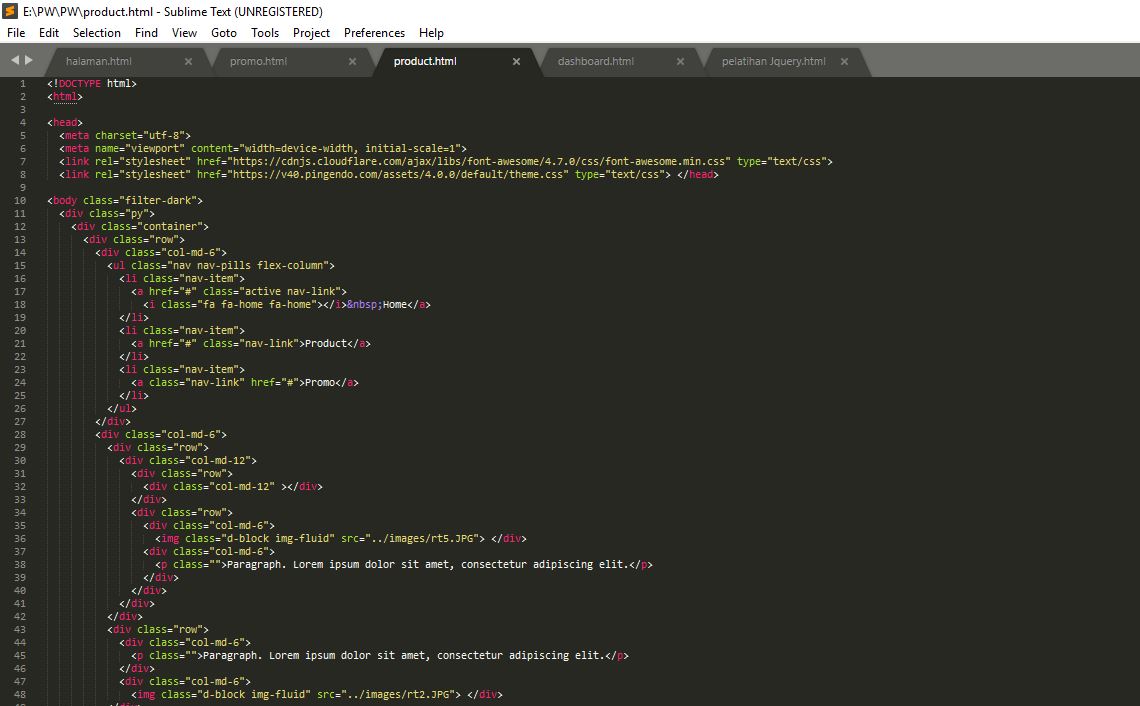 E:\PW\PW\product.html - Sublime Text (UNREGISTERED)
File Edit Selection Find View Goto Tools Project Preferences Help
halaman.html × promo.html × product.html × dashboard.html × pelatihan Jquery.html ×
1 <!DOCTYPE html>
2 <html>
3
4 <head>
5   <meta charset="utf-8">
6   <meta name="viewport" content="width=device-width, initial-scale=1">
7   <link rel="stylesheet" href="https://cdnjs.cloudflare.com/ajax/libs/font-awesome/4.7.0/css/font-awesome.min.css" type="text/css">
8   <link rel="stylesheet" href="https://v40.pingendo.com/assets/4.0.0/default/theme.css" type="text/css"> </head>
9
10 <body class="filter-dark">
11   <div class="py">
12     <div class="container">
13       <div class="row">
14         <div class="col-md-6">
15           <ul class="nav nav-pills flex-column">
16             <li class="nav-item">
17               <a href="#" class="active nav-link">
18                 <i class="fa fa-home fa-home"></i>&nbsp;Home</a>
19             </li>
20             <li class="nav-item">
21               <a href="#" class="nav-link">Product</a>
22             </li>
23             <li class="nav-item">
24               <a class="nav-link" href="#">Promo</a>
25             </li>
26           </ul>
27         </div>
28         <div class="col-md-6">
29           <div class="row">
30             <div class="col-md-12">
31               <div class="row">
32                 <div class="col-md-12" ></div>
33               </div>
34               <div class="row">
35                 <div class="col-md-6">
36                   <img class="d-block img-fluid" src="../images/rt5.JPG"> </div>
37                 <div class="col-md-6">
38                   <p class="">Paragraph. Lorem ipsum dolor sit amet, consectetur adipiscing elit.</p>
39                 </div>
40               </div>
41             </div>
42           </div>
43           <div class="row">
44             <div class="col-md-6">
45               <p class="">Paragraph. Lorem ipsum dolor sit amet, consectetur adipiscing elit.</p>
46             </div>
47             <div class="col-md-6">
48               <img class="d-block img-fluid" src="../images/rt2.JPG"> </div>